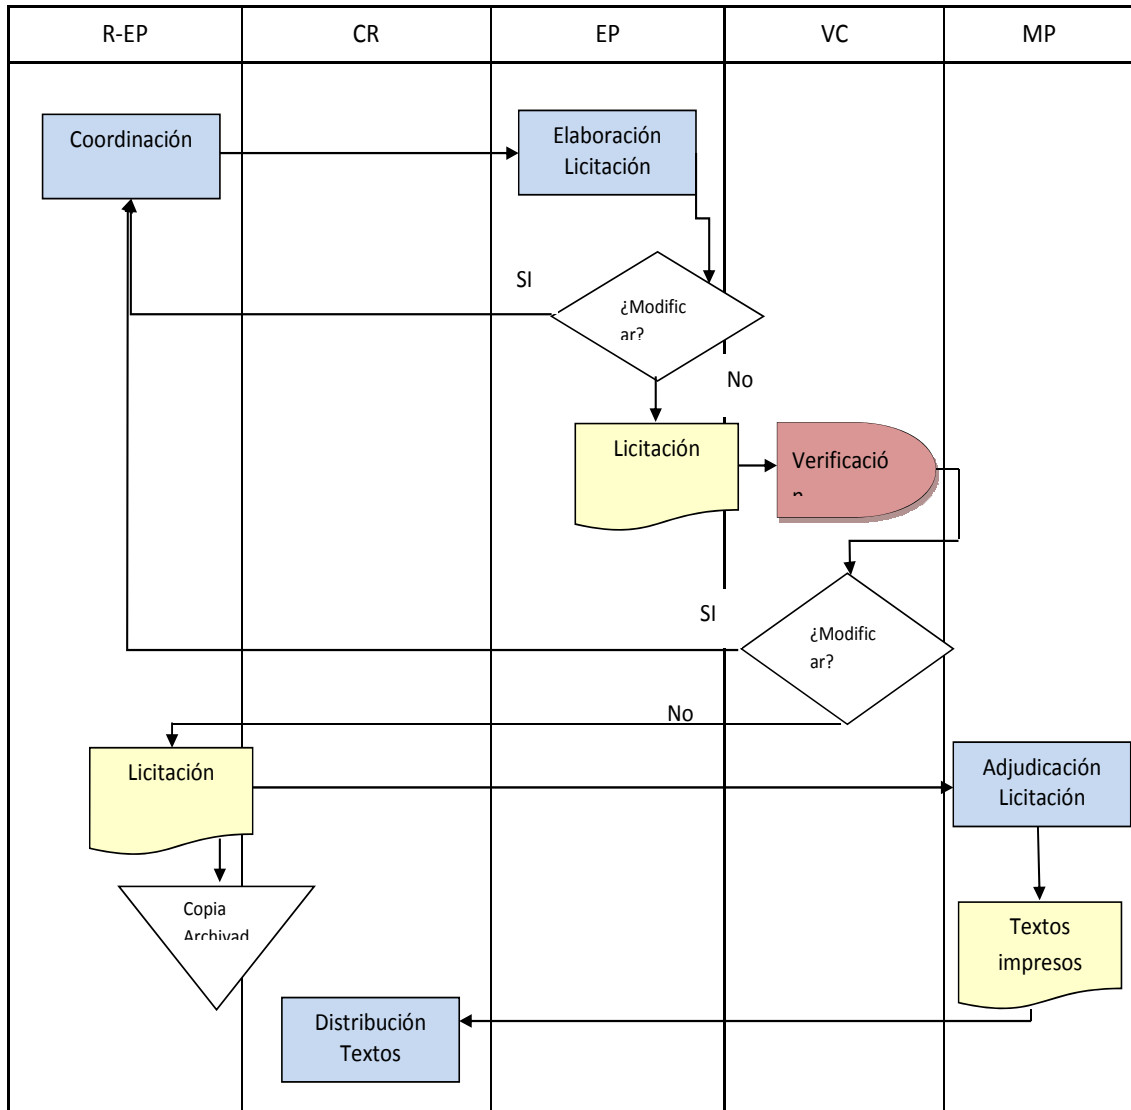 R-EP
CR
EP
VC
MP
Coordinación
Elaboración
Licitación
SI
¿Modific
ar?
No
Licitación
Verificació
n
SI
¿Modific
ar?
No
Licitación
Adjudicación
Licitación
Copia
Archivad
Textos
impresos
Distribución
Textos